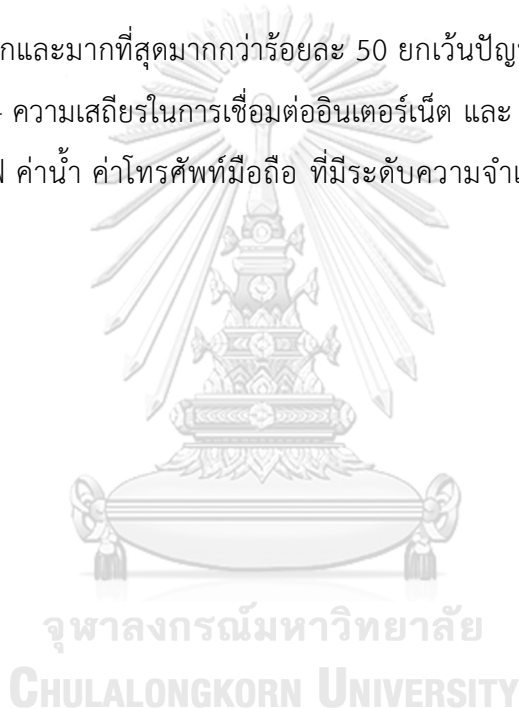 กและมากที่สุดมากกว่าร้อยละ 50 ยกเว้นปัญ
- ความเสถียรในการเชื่อมต่ออินเตอร์เน็ต และ
ฟ ค่าน้ำ ค่าโทรศัพท์มือถือ ที่มีระดับความจำเ
จุฬาลงกรณ์มหาวิทยาลัย
CHULALONGKORN UNIVERSITY